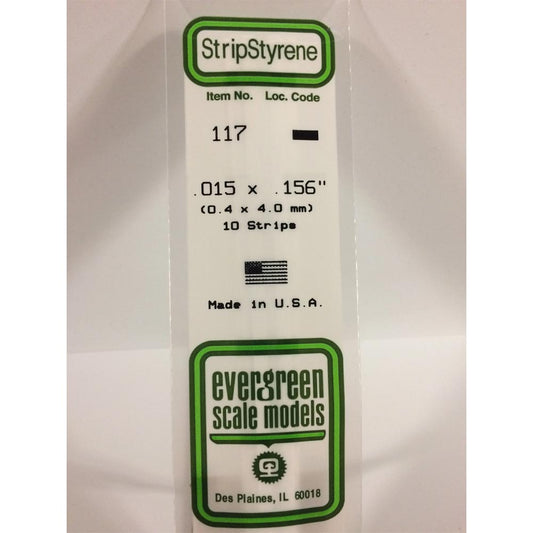 StripStyrene
Item No. Loc. Code
117
.015 x .156"
(0.4 x 4.0 mm)
10 Strips
Made in U.S.A.
evergreen
scale models
Des Plaines, IL 60018